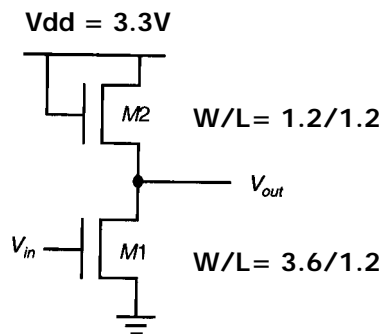 Vdd = 3.3V
M2
W/L= 1.2/1.2
Vout
Vin
M1
W/L= 3.6/1.2